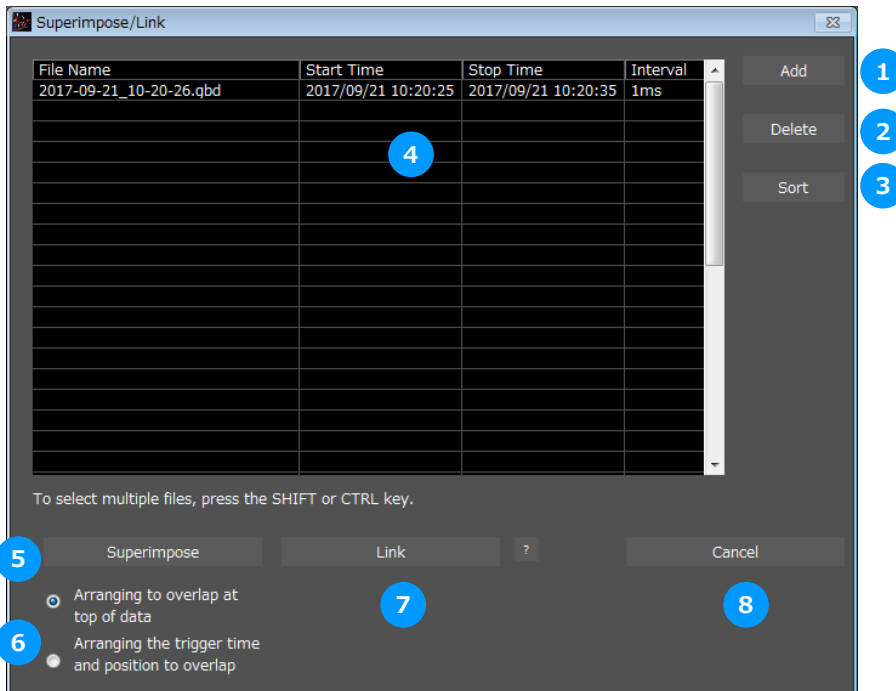 Superimpose/Link
File Name Start Time Stop Time Interval
2017-09-21_10-20-26.gbd 2017/09/21 10:20:25 2017/09/21 10:20:35 1ms
Add
1
Delete
2
Sort
3
4
To select multiple files, press the SHIFT or CTRL key.
Superimpose Link ? Cancel
5
Arranging to overlap at
top of data
7
8
6
Arranging the trigger time
and position to overlap